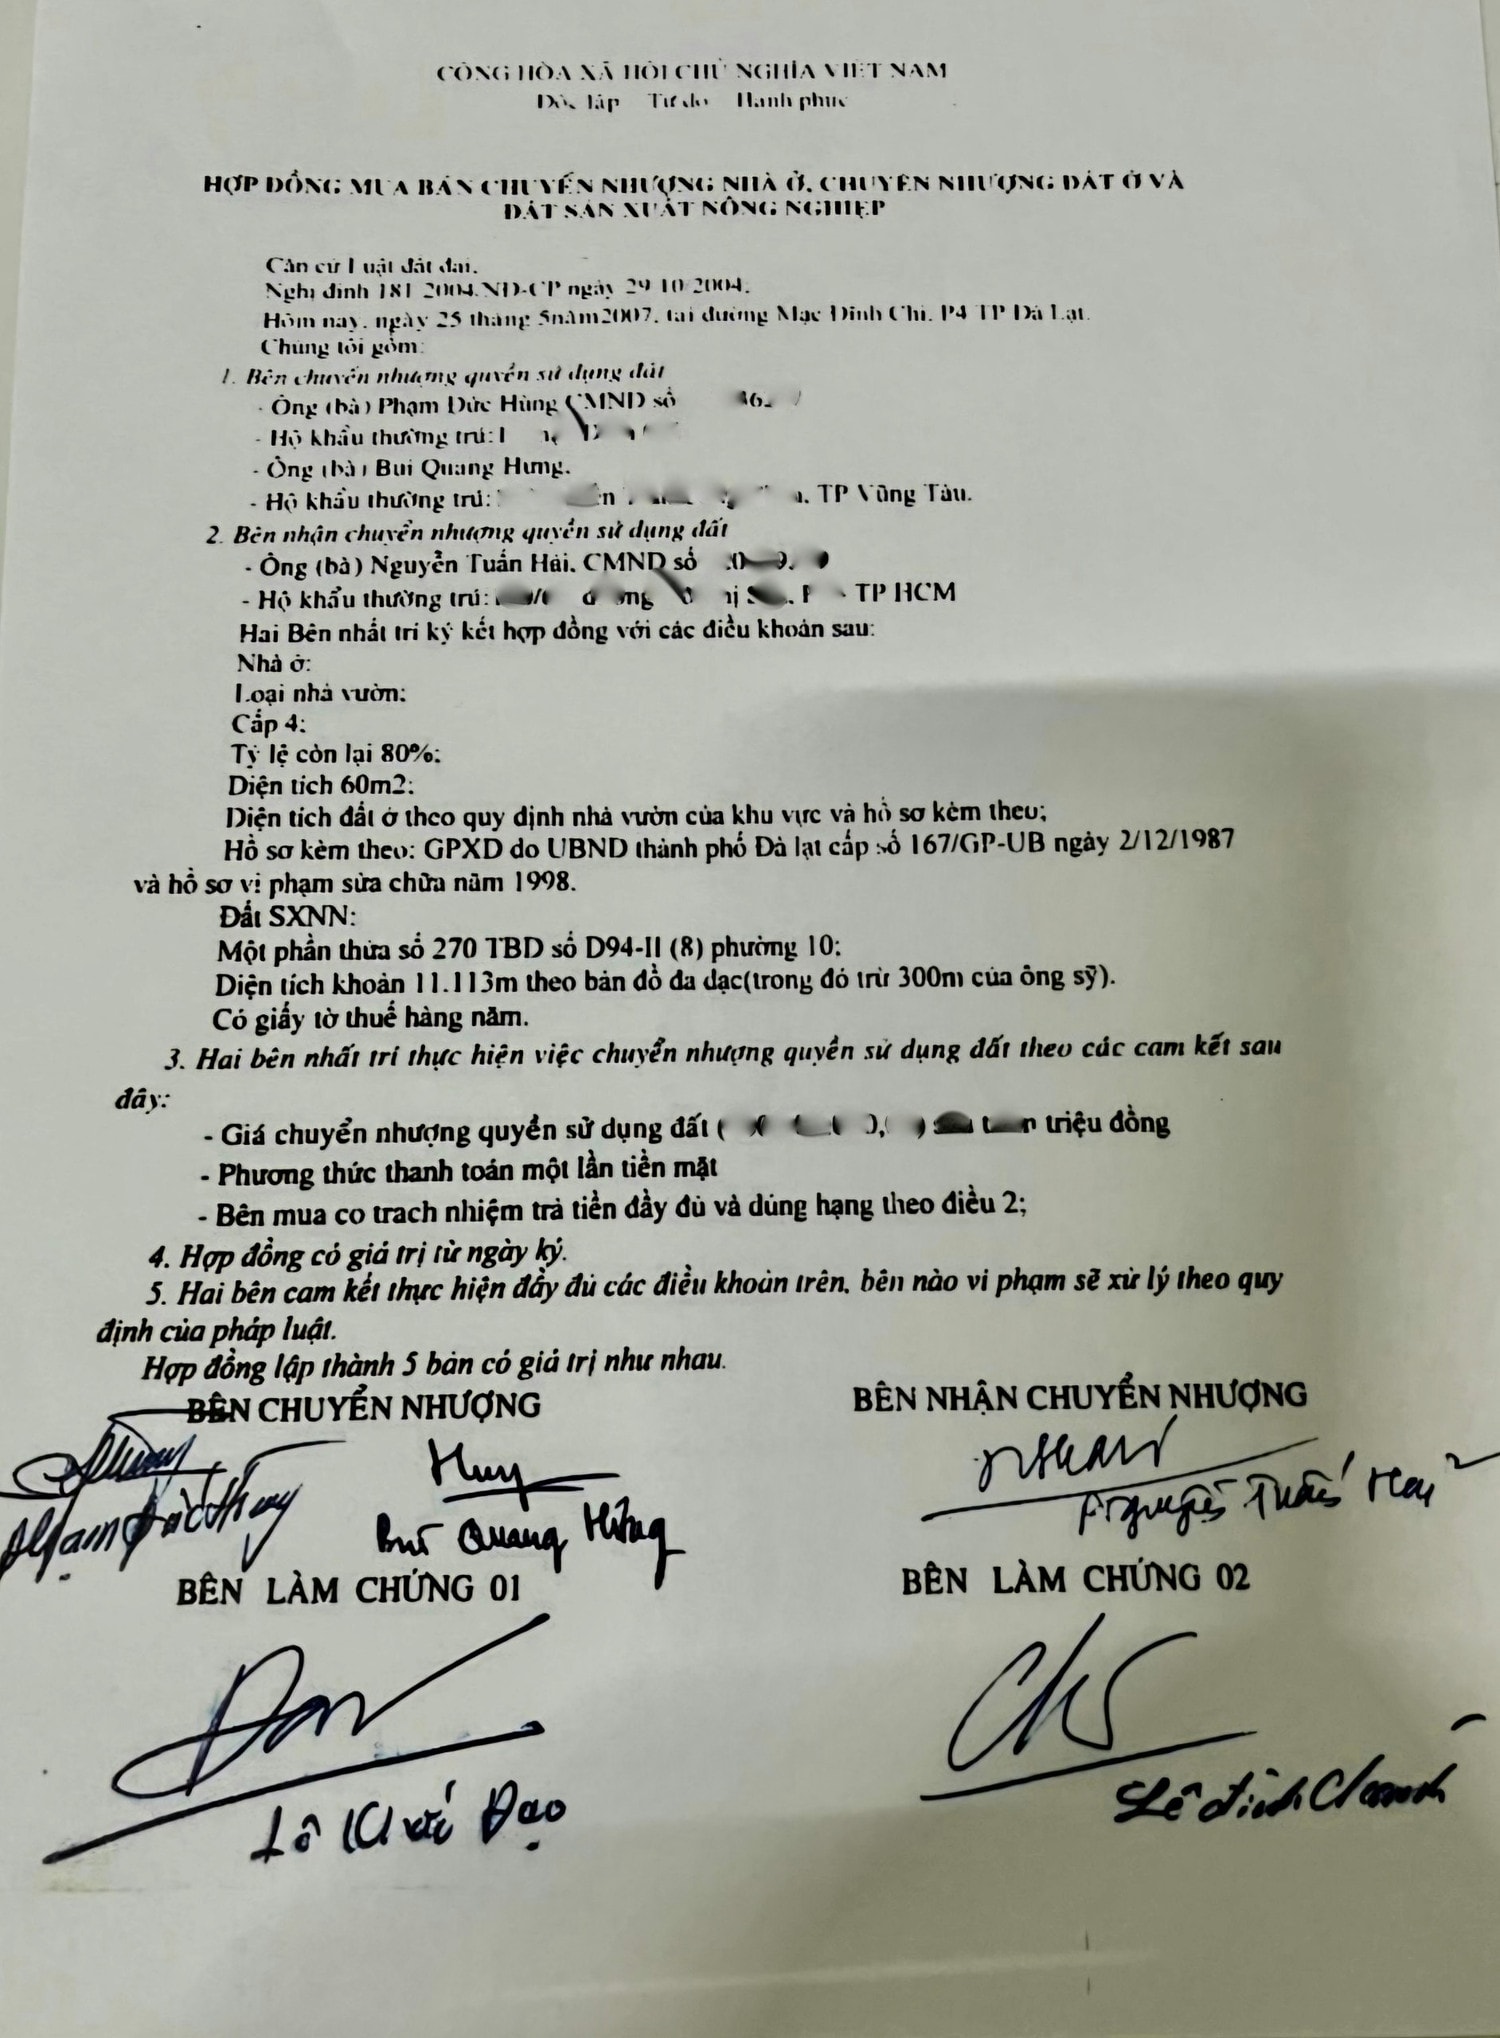 CỘNG HÒA XÃ HỘI CHỦ NGHĨA VIỆT NAM
Độc lập Tự do Hạnh phúc
HỢP ĐỒNG MUA BÁN CHUYỂN NHƯỢNG NHÀ Ở, CHUYỂN NHƯỢNG ĐẤT Ở VÀ
ĐẤT SẢN XUẤT NÔNG NGHIỆP
Căn cứ Luật đất đai.
Nghị định 181 2004.NĐ-CP ngày 29 10 2004.
Hôm nay, ngày 25 tháng 5năm2007, tại đường Mạc Đĩnh Chi, P4 TP Đà Lạt.
Chúng tôi gồm:
1. Bên chuyển nhượng quyền sử dụng đất
- Ông (bà) Phạm Đức Hùng CMND số
- Hộ khẩu thường trú:
- Ông (bà) Bui Quang Hưng.
- Hộ khẩu thường trú: TP Vũng Tàu.
2. Bên nhận chuyển nhượng quyền sử dụng đất
- Ông (bà) Nguyễn Tuấn Hải. CMND số
- Hộ khẩu thường trú: TP HCM
Hai Bên nhất trí ký kết hợp đồng với các điều khoản sau:
Nhà ở:
Loại nhà vườn:
Cấp 4:
Tỷ lệ còn lại 80%:
Diện tích 60m2:
Diện tích đất ở theo quy định nhà vườn của khu vực và hồ sơ kèm theo;
Hồ sơ kèm theo: GPXD do UBND thành phố Đà lạt cấp số 167/GP-UB ngày 2/12/1987
và hồ sơ vi phạm sửa chữa năm 1998.
Đất SXNN:
Một phần thửa số 270 TBD số D94-II (8) phường 10:
Diện tích khoản 11.113m theo bản đồ đa dạc(trong đó trừ 300m của ông sỹ).
Có giấy tờ thuế hàng năm.
3. Hai bên nhất trí thực hiện việc chuyển nhượng quyền sử dụng đất theo các cam kết sau
đây:
- Giá chuyển nhượng quyền sử dụng đất ( triệu đồng
- Phương thức thanh toán một lần tiền mặt
- Bên mua co trach nhiệm trả tiền đầy đủ và dúng hạng theo điều 2;
4. Hợp đồng có giá trị từ ngày ký.
5. Hai bên cam kết thực hiện đầy đủ các điều khoản trên, bên nào vi phạm sẽ xử lý theo quy
định của pháp luật.
Hợp đồng lập thành 5 bản có giá trị như nhau.
BÊN CHUYỂN NHƯỢNG
BÊN NHẬN CHUYỂN NHƯỢNG
Phạm Đức Hùng
Bùi Quang Hưng
Nguyễn Tuấn Hải
BÊN LÀM CHỨNG 01
BÊN LÀM CHỨNG 02
Đạo
Lê đình